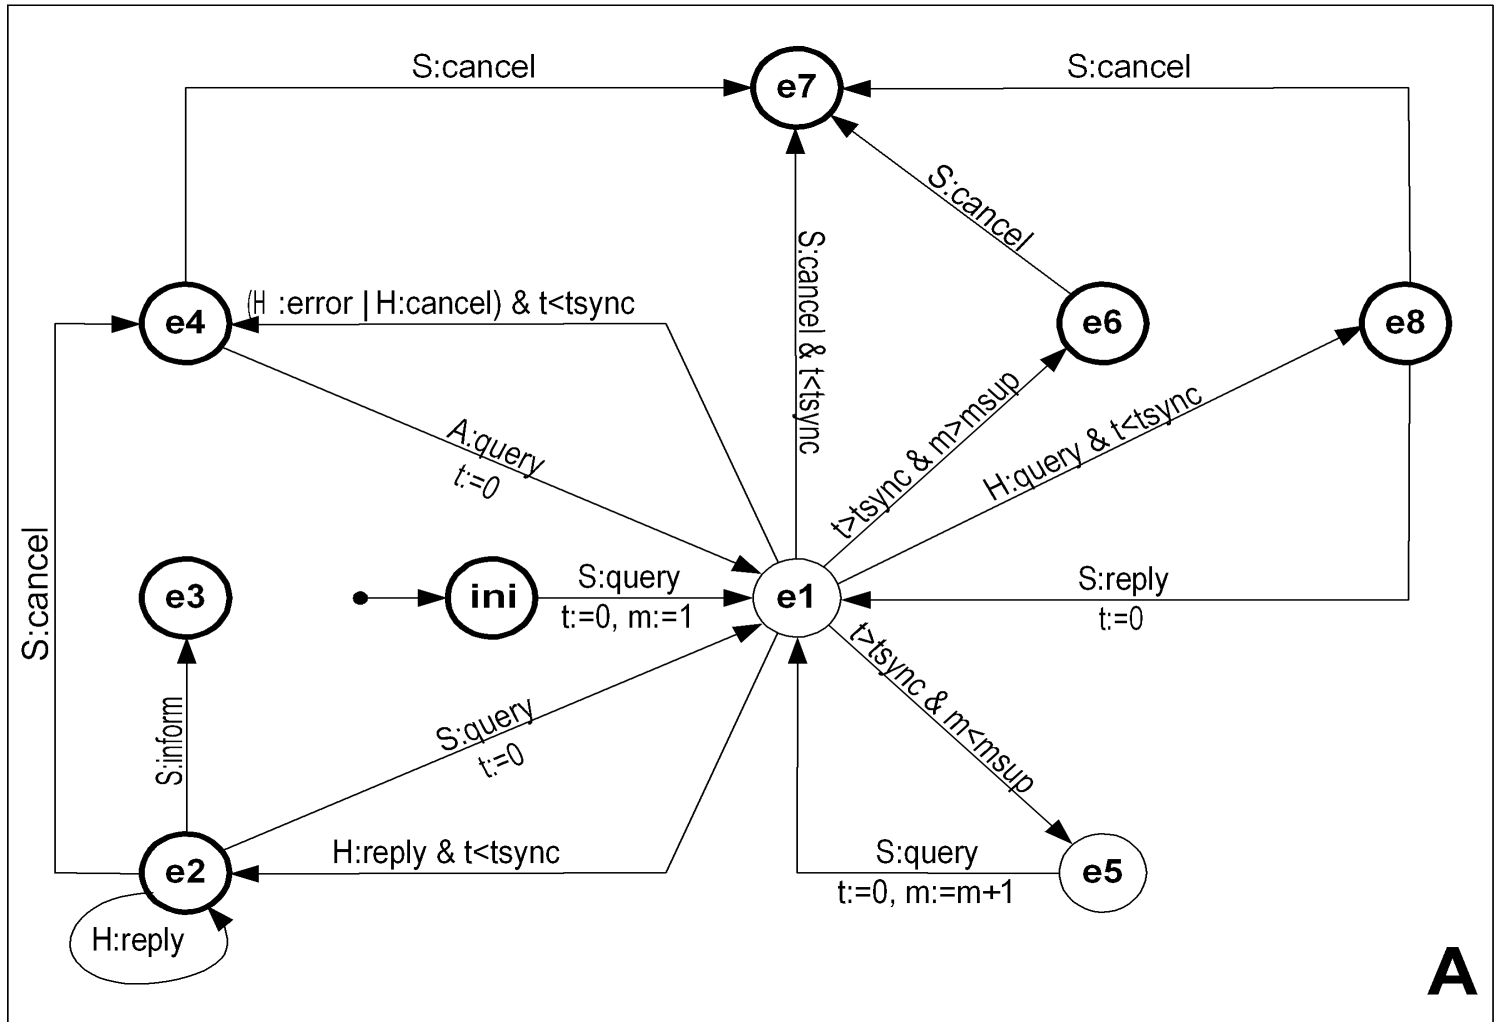 S:cancel
S:cancel
e7
S:cancel
S:cancel & t<tsync
(H :error | H:cancel) & t<tsync
e4
e6
e8
t>tsync & m>msup
H:query & t<tsync
A:query
t:=0
S:cancel
e3
ini
S:query
t:=0, m:=1
e1
S:reply
t:=0
t>tsync & m<msup
S:inform
S:query
t:=0
H:reply & t<tsync
e2
S:query
t:=0, m:=m+1
e5
H:reply
A